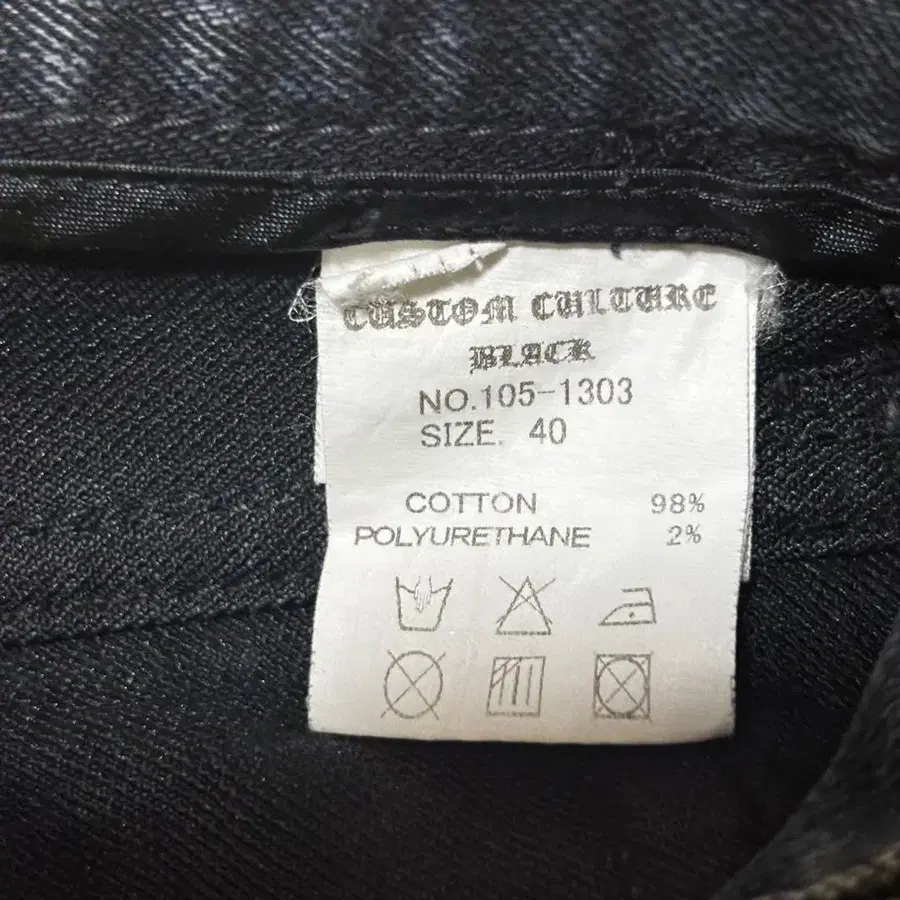 CUSTOM CULTURE
BLACK
NO.105-1303
SIZE. 40
COTTON 98%
POLYURETHANE 2%